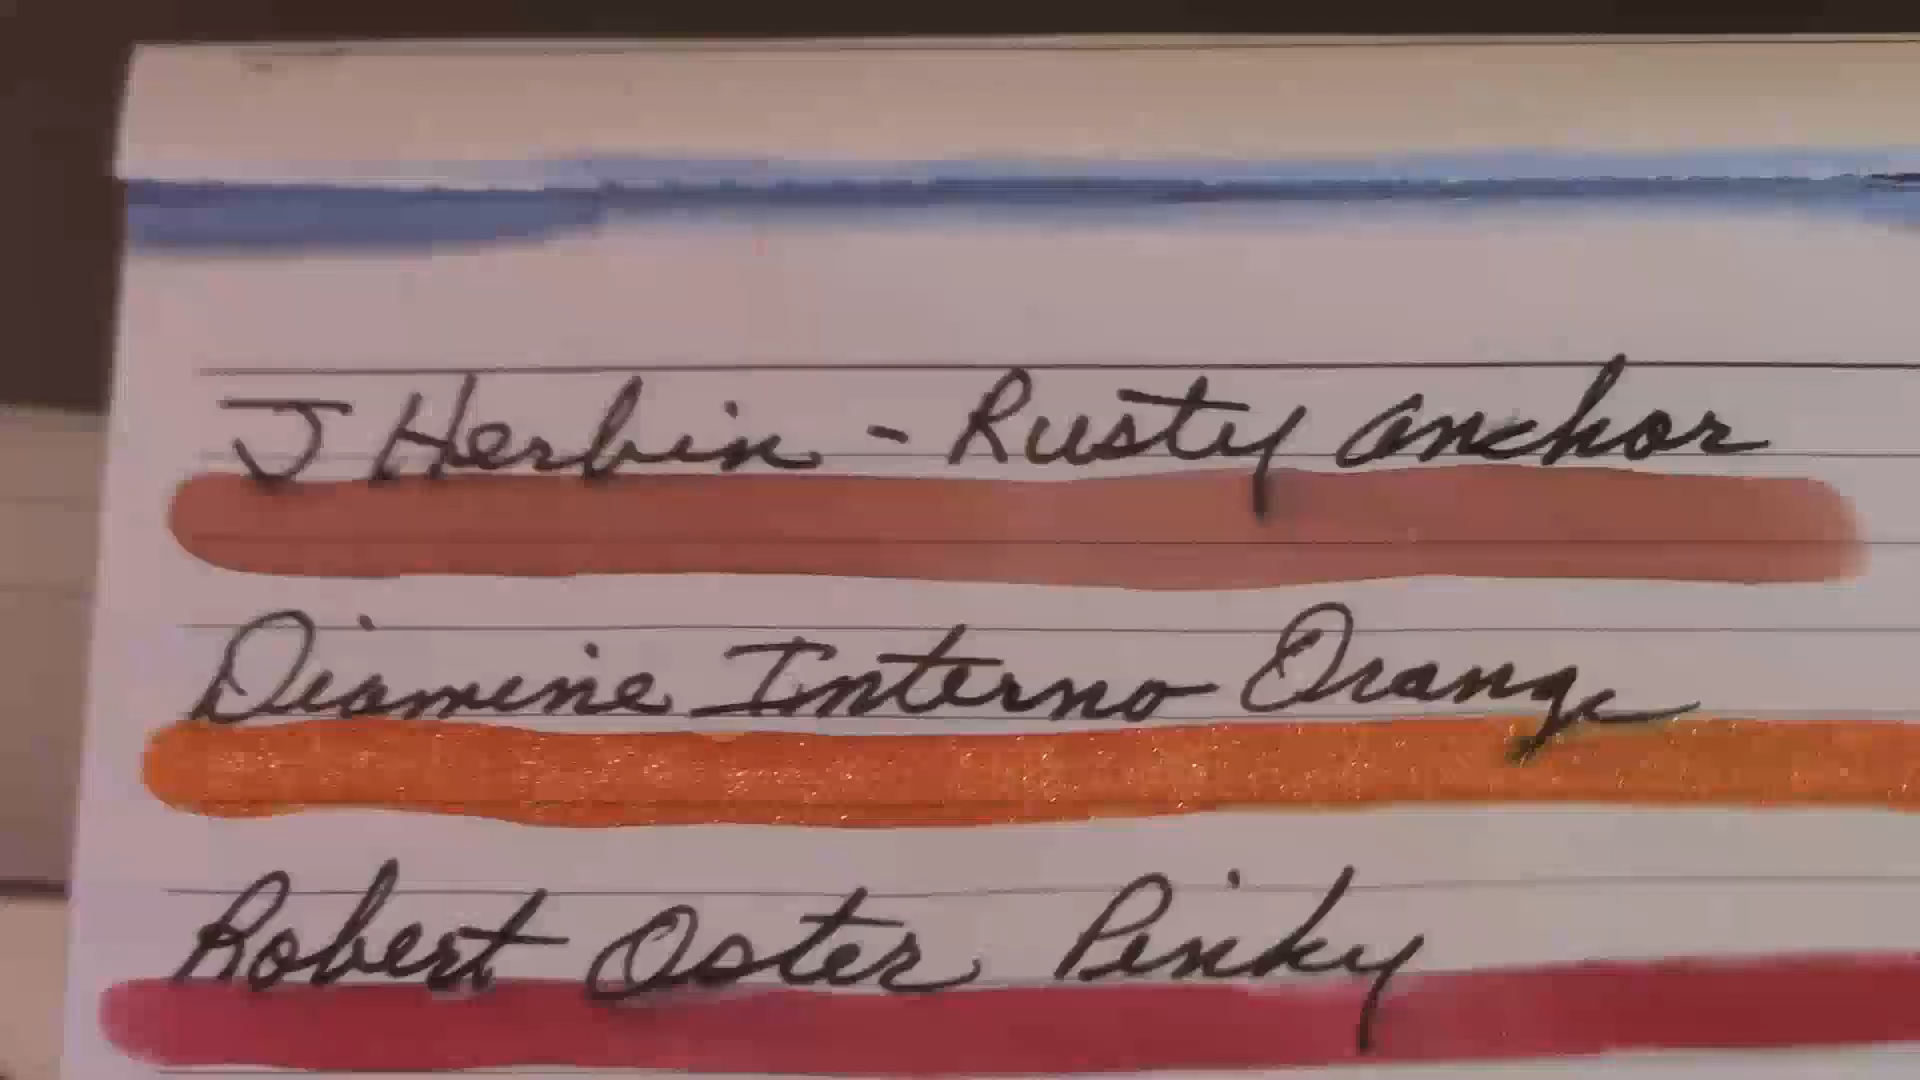 J Herbin - Rusty anchor
Diamine Interno Orange
Robert Oster Pinky